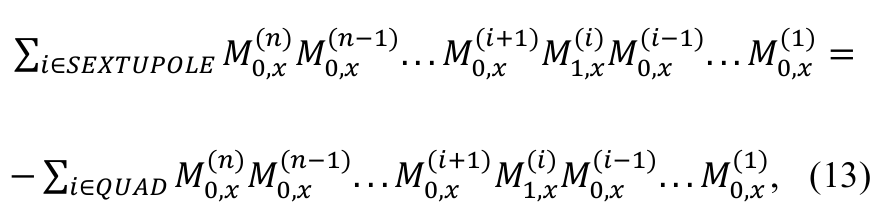 ∑_{i∈SEXTUPOLE} M_{0,x}^{(n)} M_{0,x}^{(n−1)} … M_{0,x}^{(i+1)} M_{1,x}^{(i)} M_{0,x}^{(i−1)} … M_{0,x}^{(1)} =
− ∑_{i∈QUAD} M_{0,x}^{(n)} M_{0,x}^{(n−1)} … M_{0,x}^{(i+1)} M_{1,x}^{(i)} M_{0,x}^{(i−1)} … M_{0,x}^{(1)}, (13)